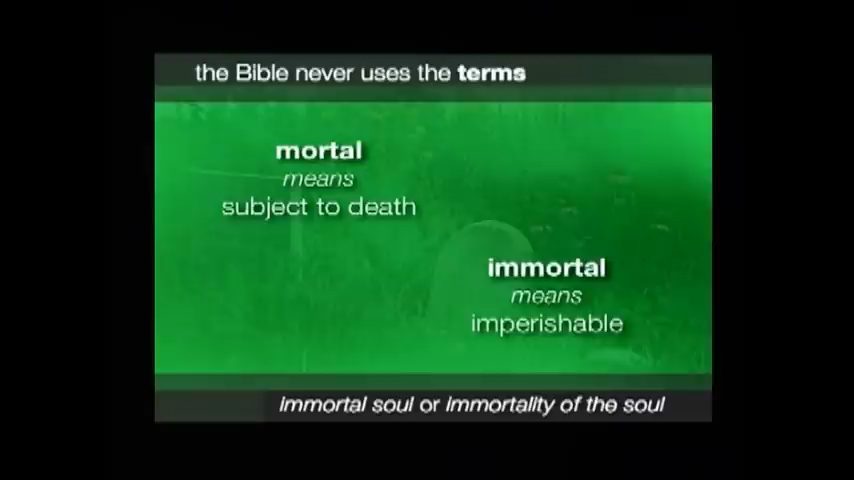 the Bible never uses the terms
mortal
means
subject to death
immortal
means
imperishable
immortal soul or immortality of the soul